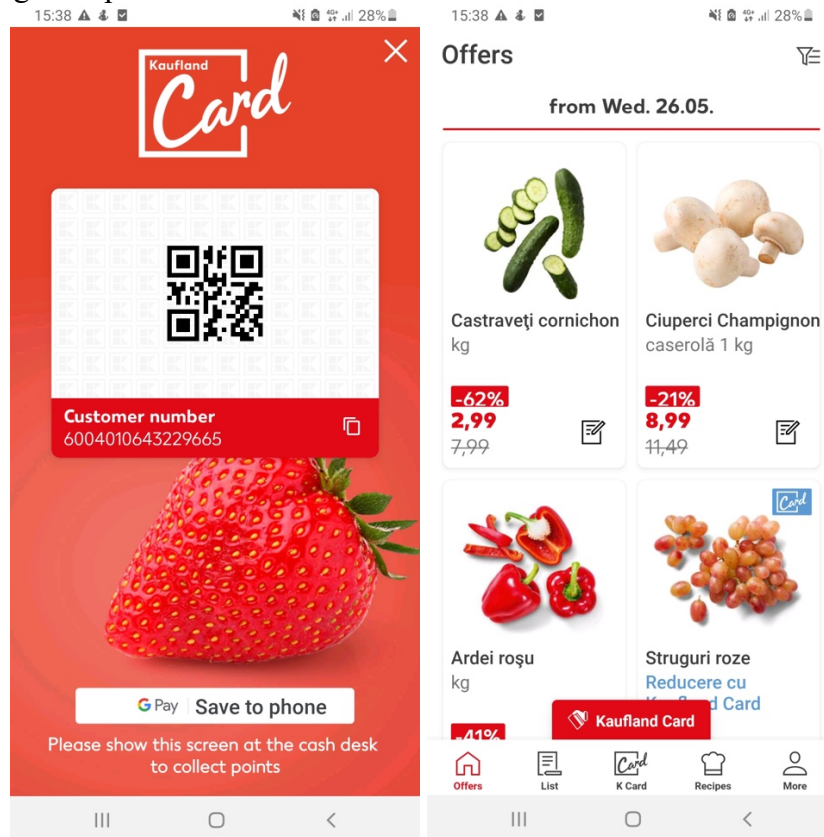 15:38
28%
Kaufland
Card
Customer number
6004010643229665
G Pay Save to phone
Please show this screen at the cash desk
to collect points
15:38
28%
Offers
from Wed. 26.05.
Castraveţi cornichon
kg
-62%
2,99
7,99
Ciuperci Champignon
caserolă 1 kg
-21%
8,99
11,49
Ardei roşu
kg
-41%
Card
Struguri roze
Reducere cu
Card
Kaufland Card
Offers
List
Card
K Card
Recipes
More